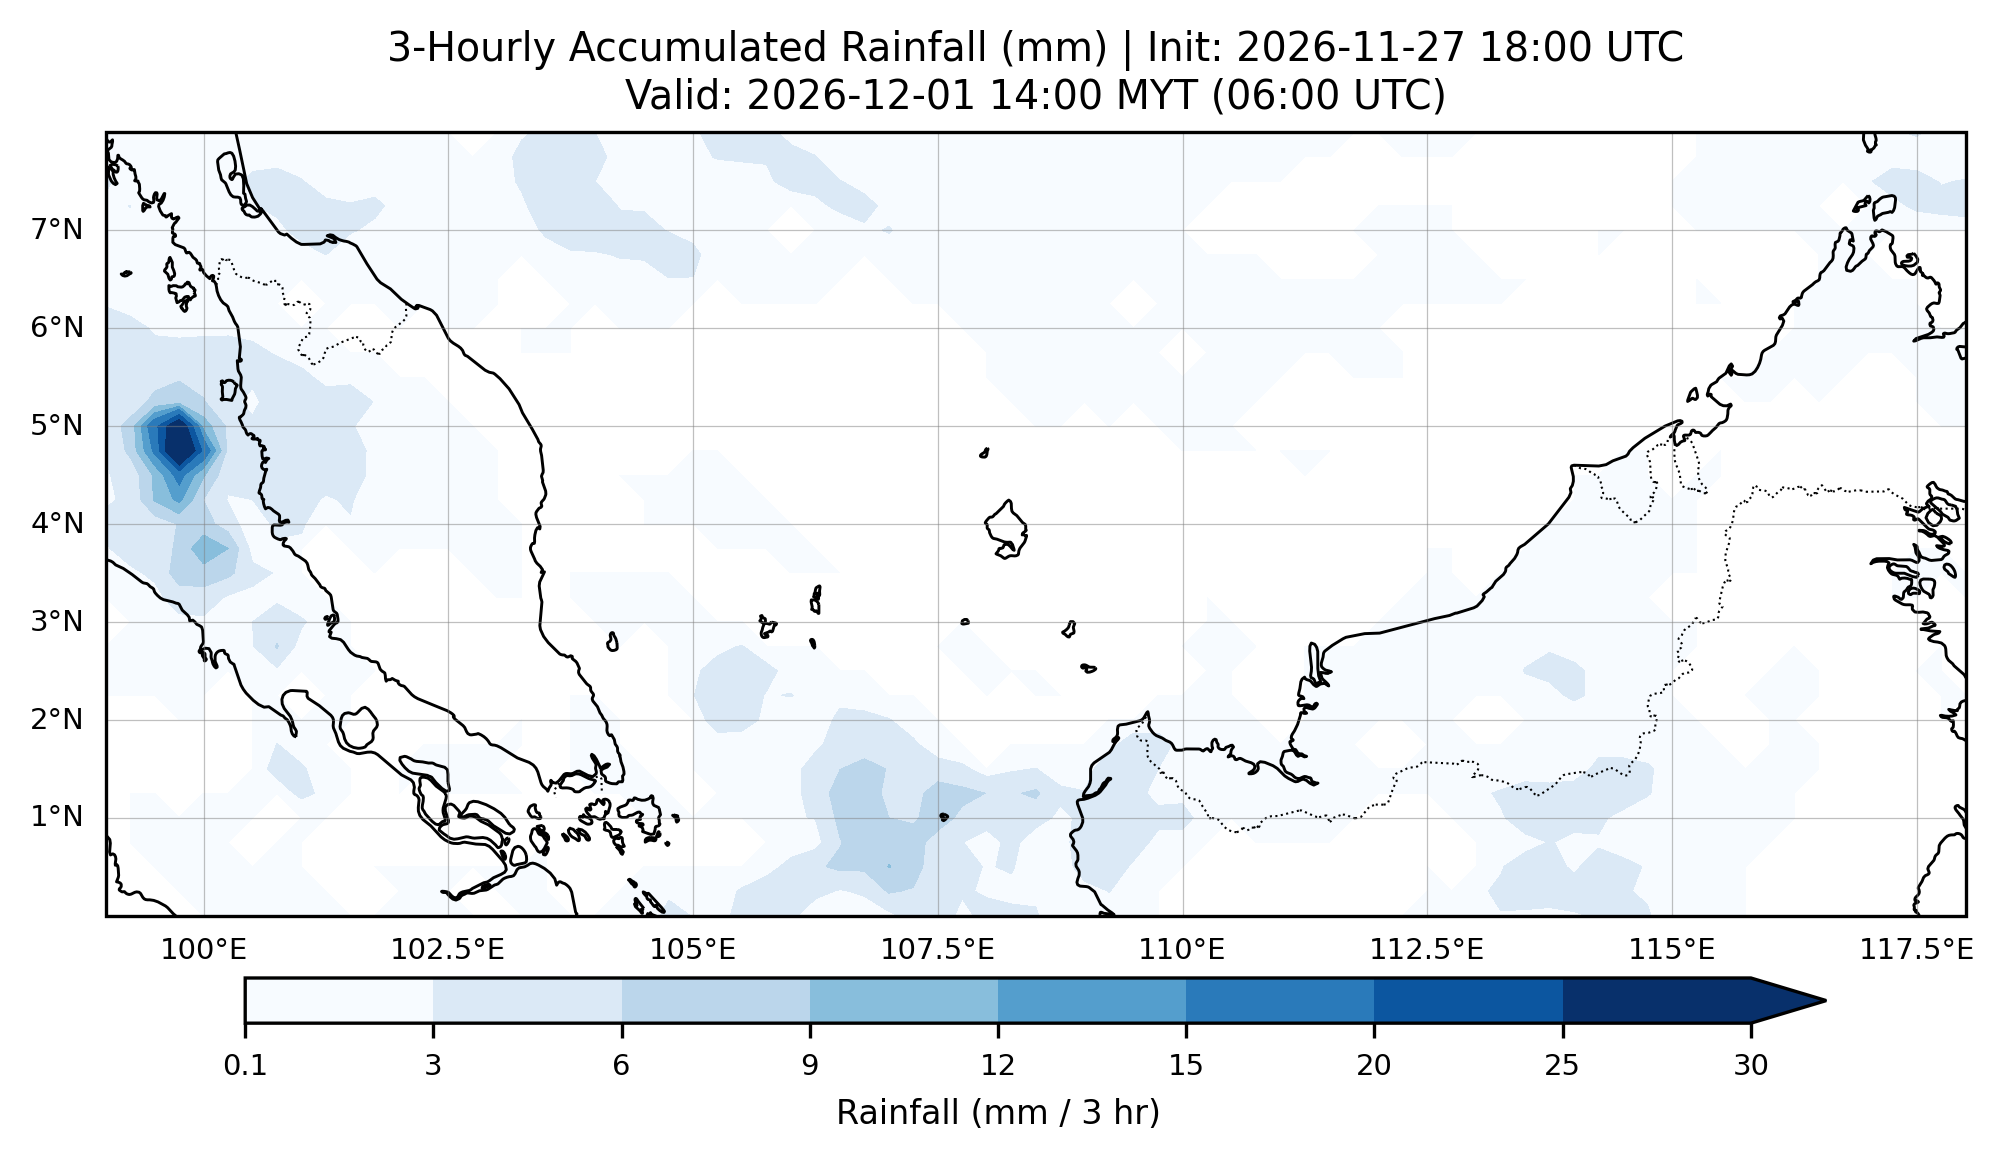 3-Hourly Accumulated Rainfall (mm) | Init: 2026-11-27 18:00 UTC
Valid: 2026-12-01 14:00 MYT (06:00 UTC)
7°N
6°N
5°N
4°N
3°N
2°N
1°N
100°E 102.5°E 105°E 107.5°E 110°E 112.5°E 115°E 117.5°E
0.1 3 6 9 12 15 20 25 30
Rainfall (mm / 3 hr)